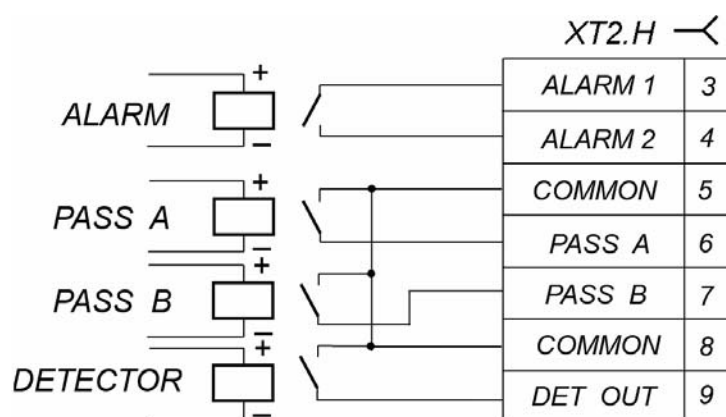 XT2.H
+
ALARM
−
ALARM 1 3
ALARM 2 4
+
PASS A
−
COMMON 5
PASS A 6
+
PASS B
−
PASS B 7
COMMON 8
+
DETECTOR
−
DET OUT 9